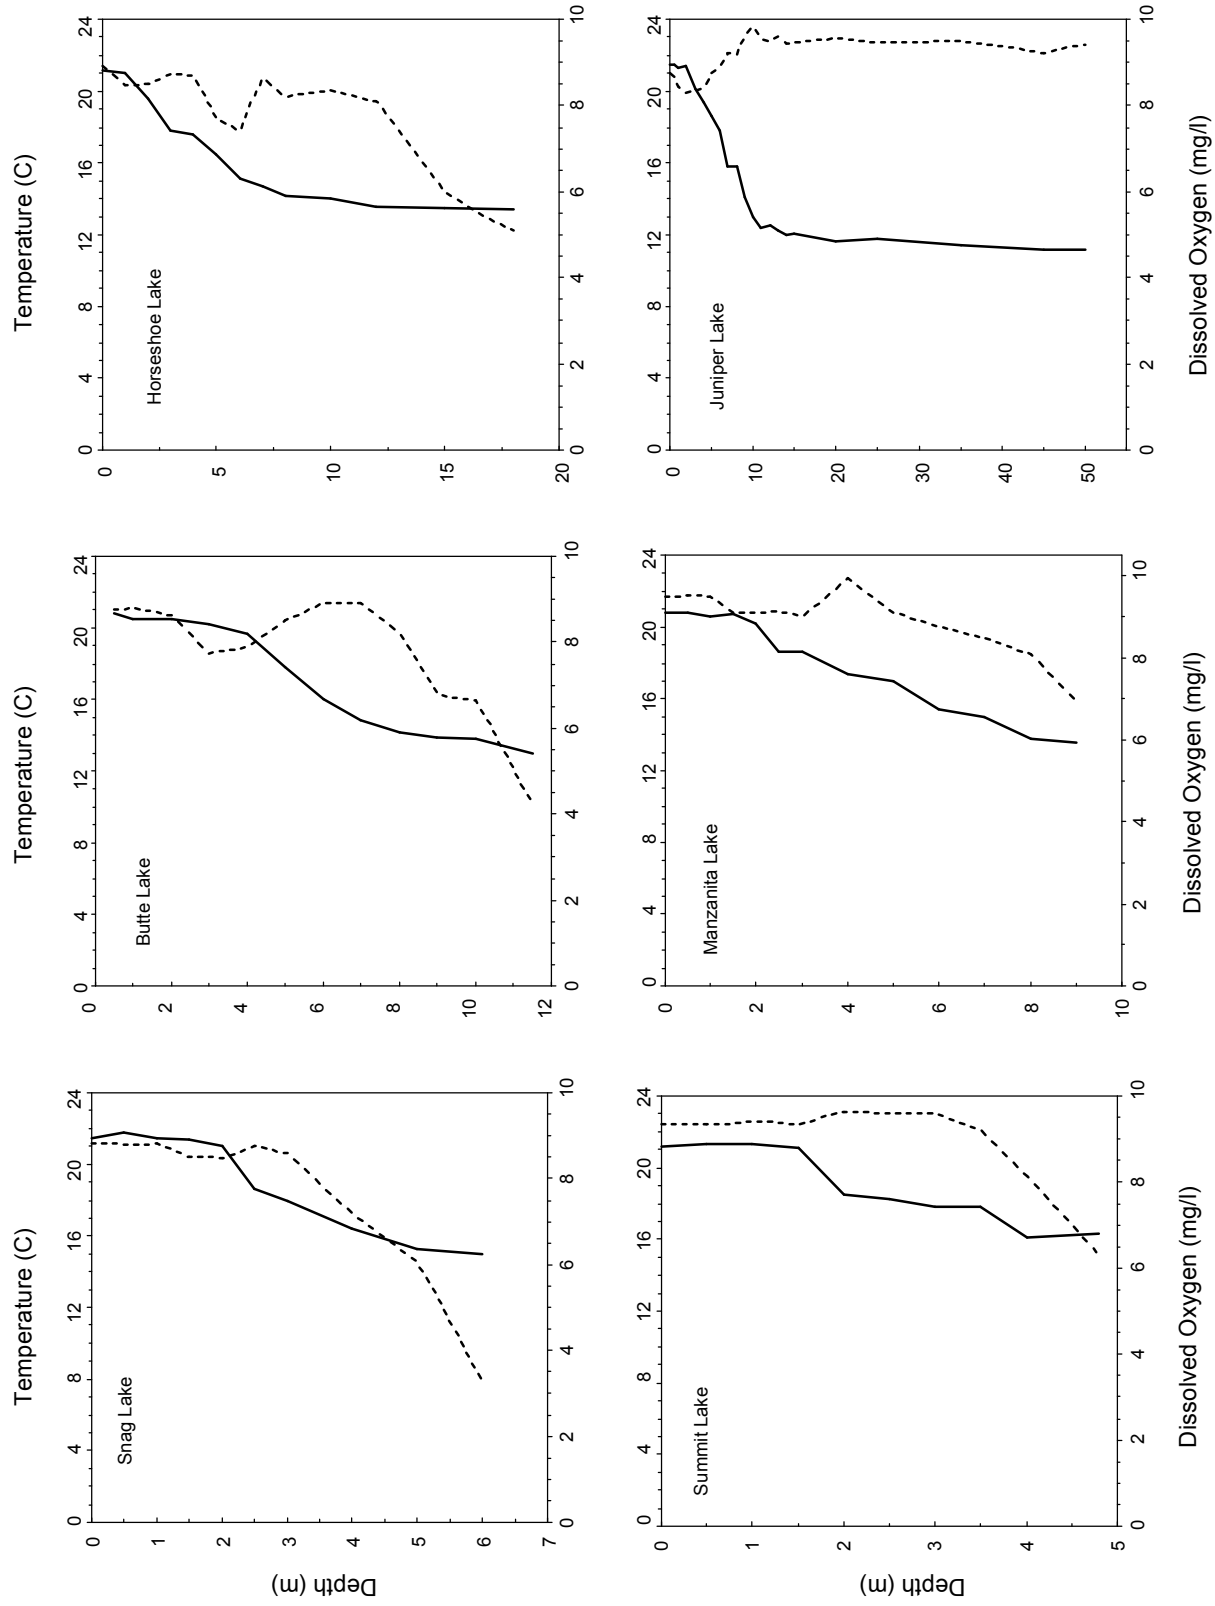 Temperature (C)
0 4 8 12 16 20 24
Depth (m)
0
1
2
3
4
5
6
7
Snag Lake
0 2 4 6 8 10
Temperature (C)
0 4 8 12 16 20 24
0
2
4
6
8
10
12
Butte Lake
0 2 4 6 8 10
Temperature (C)
0 4 8 12 16 20 24
0
5
10
15
20
Horseshoe Lake
0 2 4 6 8 10
0 4 8 12 16 20 24
Depth (m)
0
1
2
3
4
5
Summit Lake
0 2 4 6 8 10
Dissolved Oxygen (mg/l)
0 4 8 12 16 20 24
0
2
4
6
8
10
Manzanita Lake
0 2 4 6 8 10
Dissolved Oxygen (mg/l)
0 4 8 12 16 20 24
0
10
20
30
40
50
Juniper Lake
0 2 4 6 8 10
Dissolved Oxygen (mg/l)